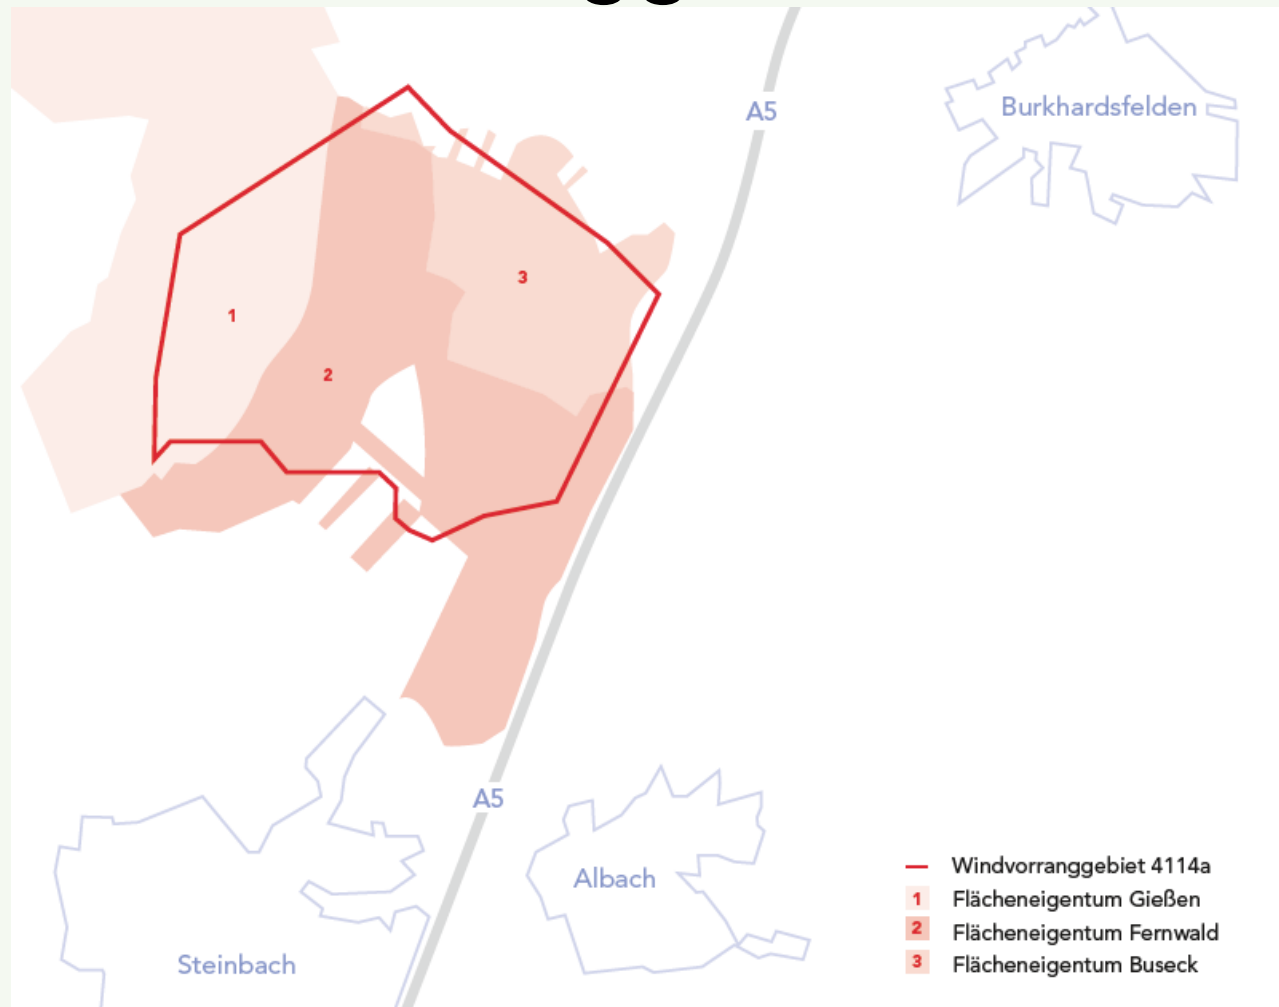 A5
Burkhardsfelden
3
1
2
A5
Albach
Steinbach
Windvorranggebiet 4114a
1 Flächeneigentum Gießen
2 Flächeneigentum Fernwald
3 Flächeneigentum Buseck